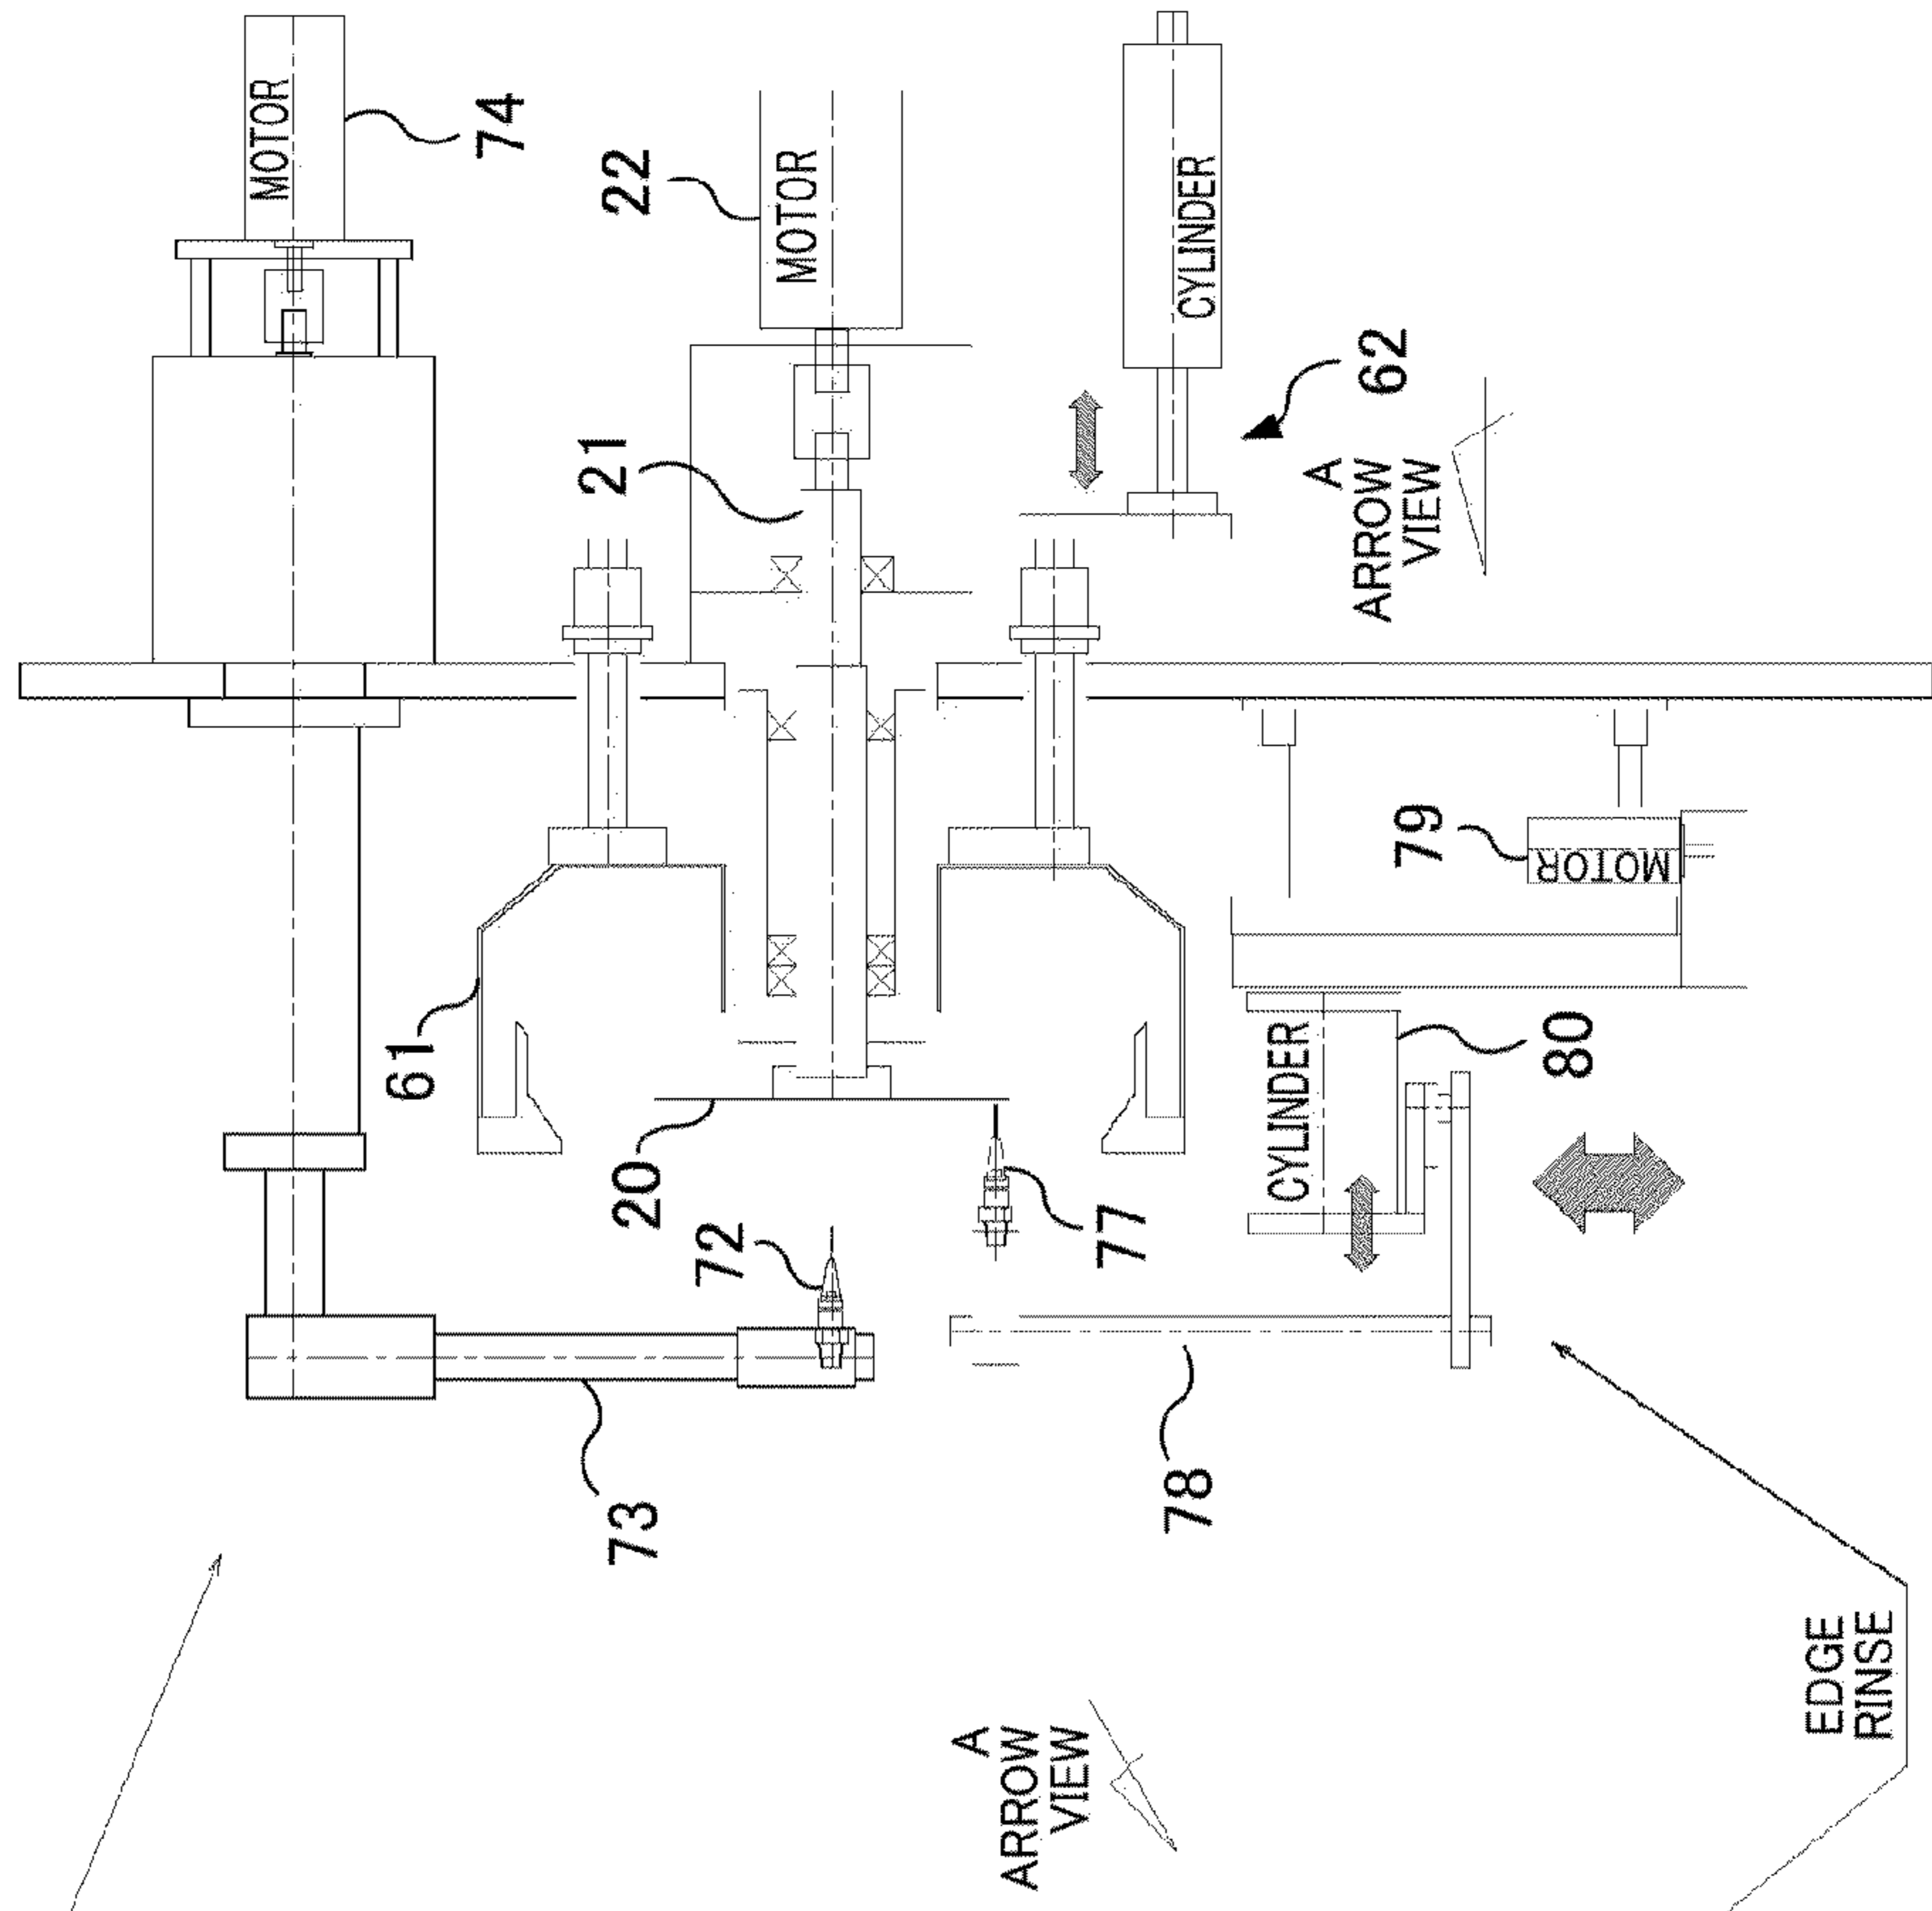 MOTOR
74
22
MOTOR
CYLINDER
62
21
A
ARROW
VIEW
61
79
MOTOR
CYLINDER
80
20
72
77
73
78
A
ARROW
VIEW
EDGE
RINSE